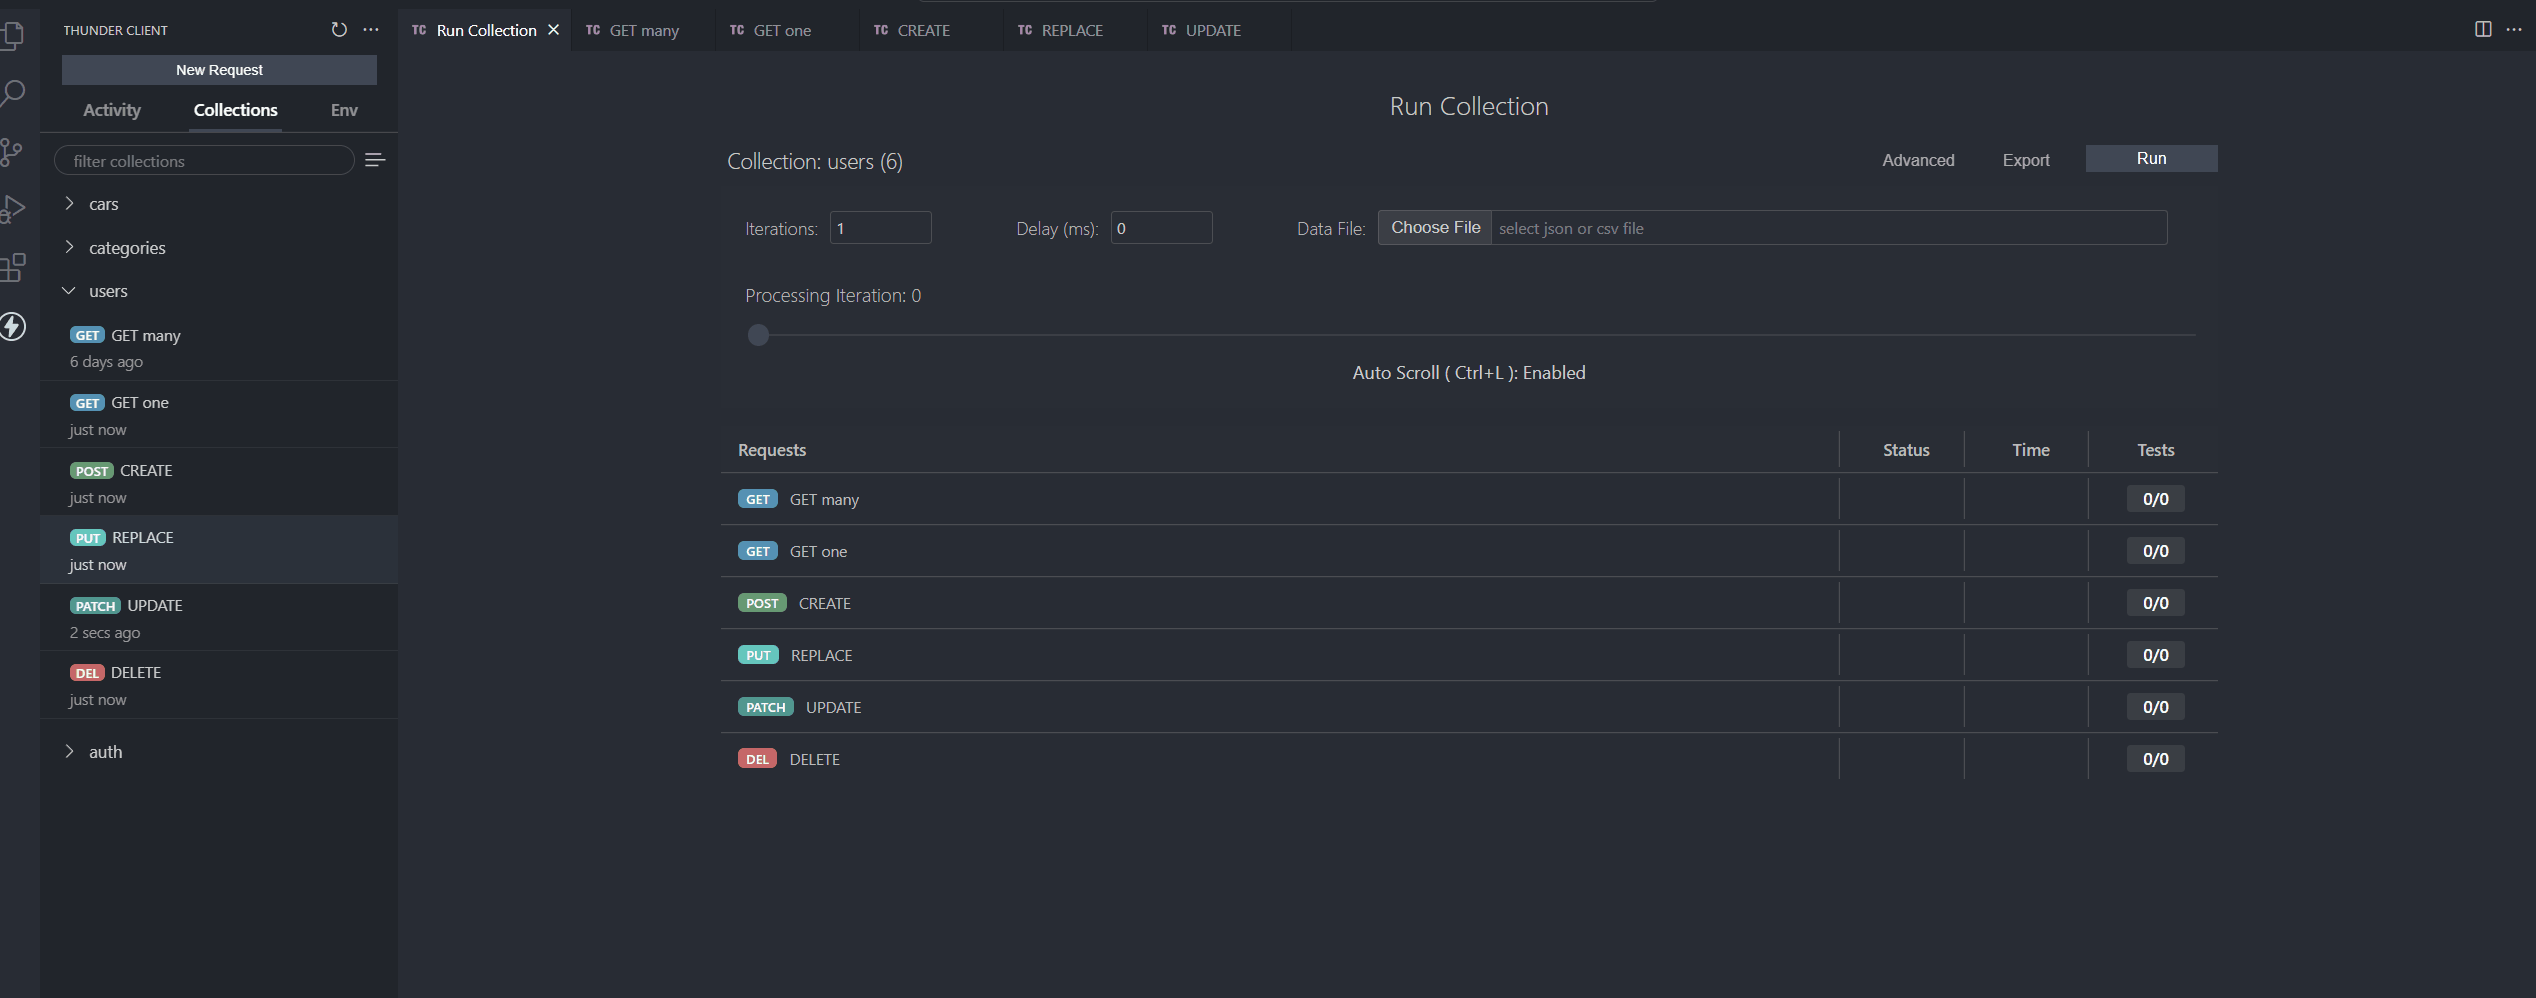 THUNDER CLIENT
New Request
Activity Collections Env
filter collections
cars
categories
users
GET GET many
6 days ago
GET GET one
just now
POST CREATE
just now
PUT REPLACE
just now
PATCH UPDATE
2 secs ago
DEL DELETE
just now
auth
TC Run Collection TC GET many TC GET one TC CREATE TC REPLACE TC UPDATE
Run Collection
Collection: users (6) Advanced Export Run
Iterations: 1 Delay (ms): 0 Data File: Choose File select json or csv file
Processing Iteration: 0
Auto Scroll ( Ctrl+L ): Enabled
Requests Status Time Tests
GET GET many 0/0
GET GET one 0/0
POST CREATE 0/0
PUT REPLACE 0/0
PATCH UPDATE 0/0
DEL DELETE 0/0